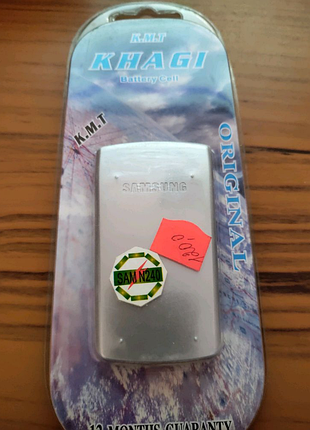 K.M.T
KHAGI
Battery Cell
K.M.T
ORIGINAL
SAMSUNG
SAM N240
12 MONTHS GUARANTY